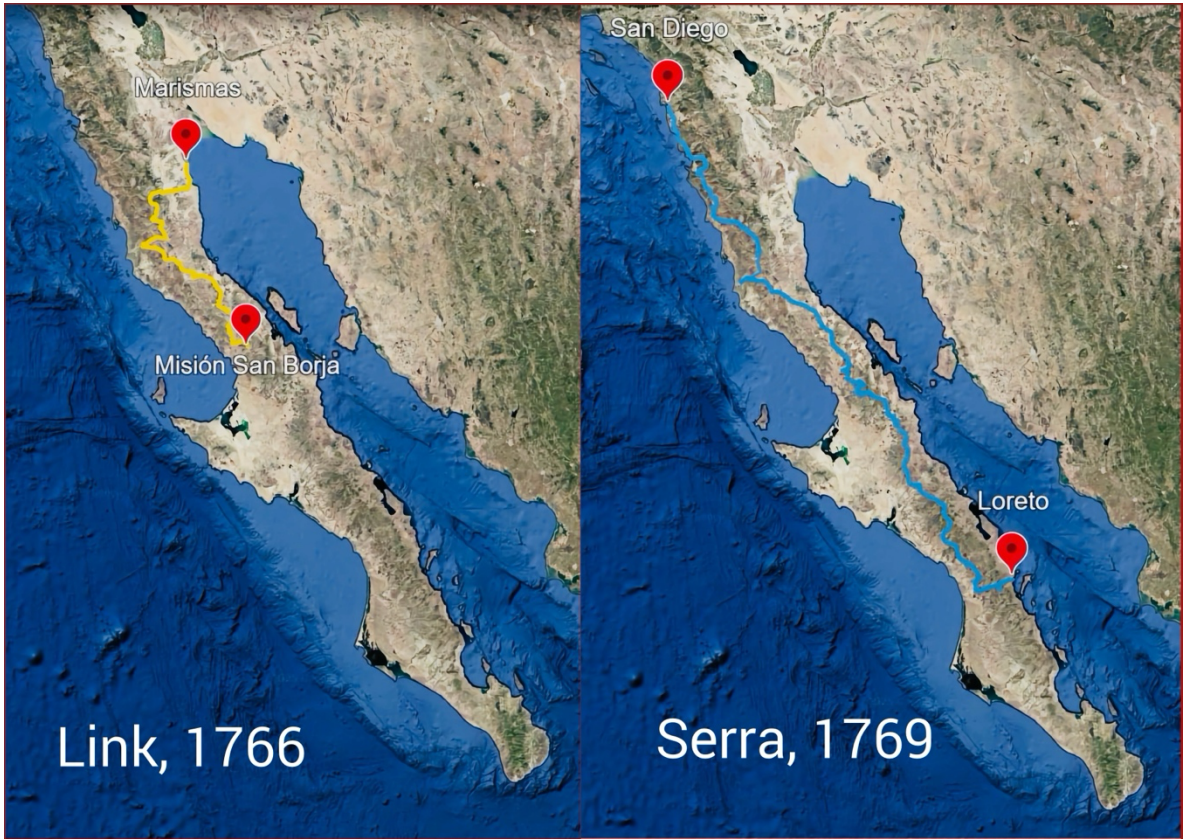 Marismas
Misión San Borja
Link, 1766
San Diego
Loreto
Serra, 1769